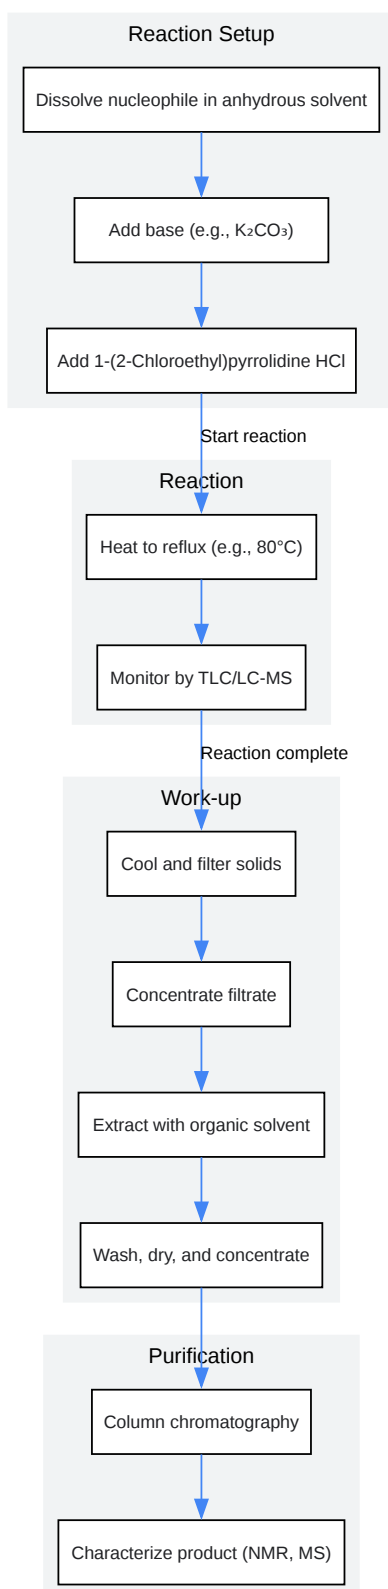 Reaction Setup
Dissolve nucleophile in anhydrous solvent
Add base (e.g., K₂CO₃)
Add 1-(2-Chloroethyl)pyrrolidine HCl
Start reaction
Reaction
Heat to reflux (e.g., 80°C)
Monitor by TLC/LC-MS
Reaction complete
Work-up
Cool and filter solids
Concentrate filtrate
Extract with organic solvent
Wash, dry, and concentrate
Purification
Column chromatography
Characterize product (NMR, MS)